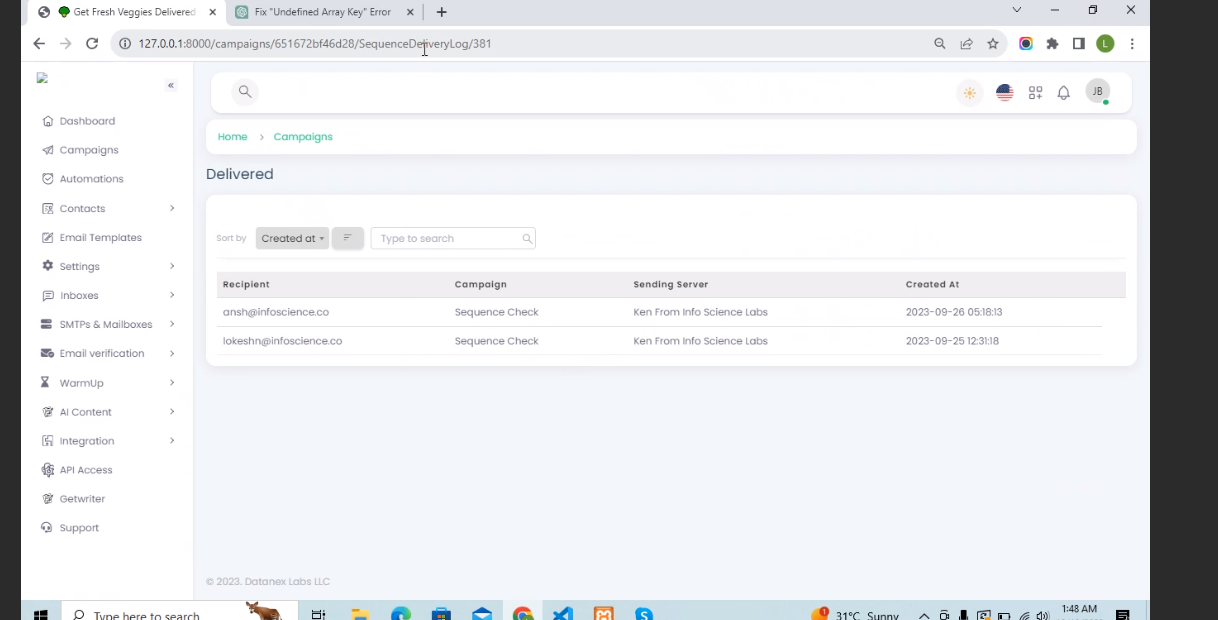 Get Fresh Veggies Delivered
Fix "Undefined Array Key" Error
127.0.0.1:8000/campaigns/651672bf46d28/SequenceDeliveryLog/381
L
«
JB
Dashboard
Campaigns
Automations
Contacts
Email Templates
Settings
Inboxes
SMTPs & Mailboxes
Email verification
WarmUp
AI Content
Integration
API Access
Getwriter
Support
Home > Campaigns
Delivered
Sort by Created at Type to search
Recipient Campaign Sending Server Created At
ansh@infoscience.co Sequence Check Ken From Info Science Labs 2023-09-26 05:18:13
lokeshn@infoscience.co Sequence Check Ken From Info Science Labs 2023-09-25 12:31:18
© 2023. Datanex Labs LLC
Type here to search
31°C Sunny
1:48 AM